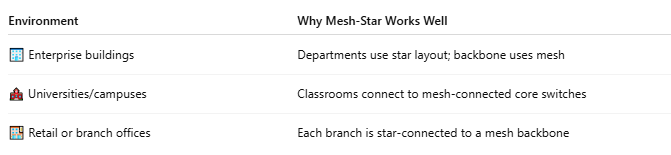 Environment Why Mesh-Star Works Well
🏢 Enterprise buildings Departments use star layout; backbone uses mesh
🏫 Universities/campuses Classrooms connect to mesh-connected core switches
🏬 Retail or branch offices Each branch is star-connected to a mesh backbone